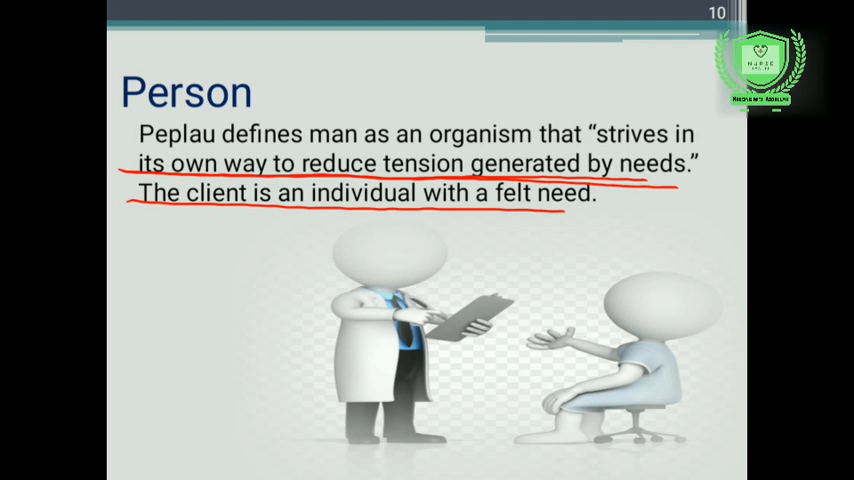 10
Person
Peplau defines man as an organism that “strives in
its own way to reduce tension generated by needs.”
The client is an individual with a felt need.
NURSE